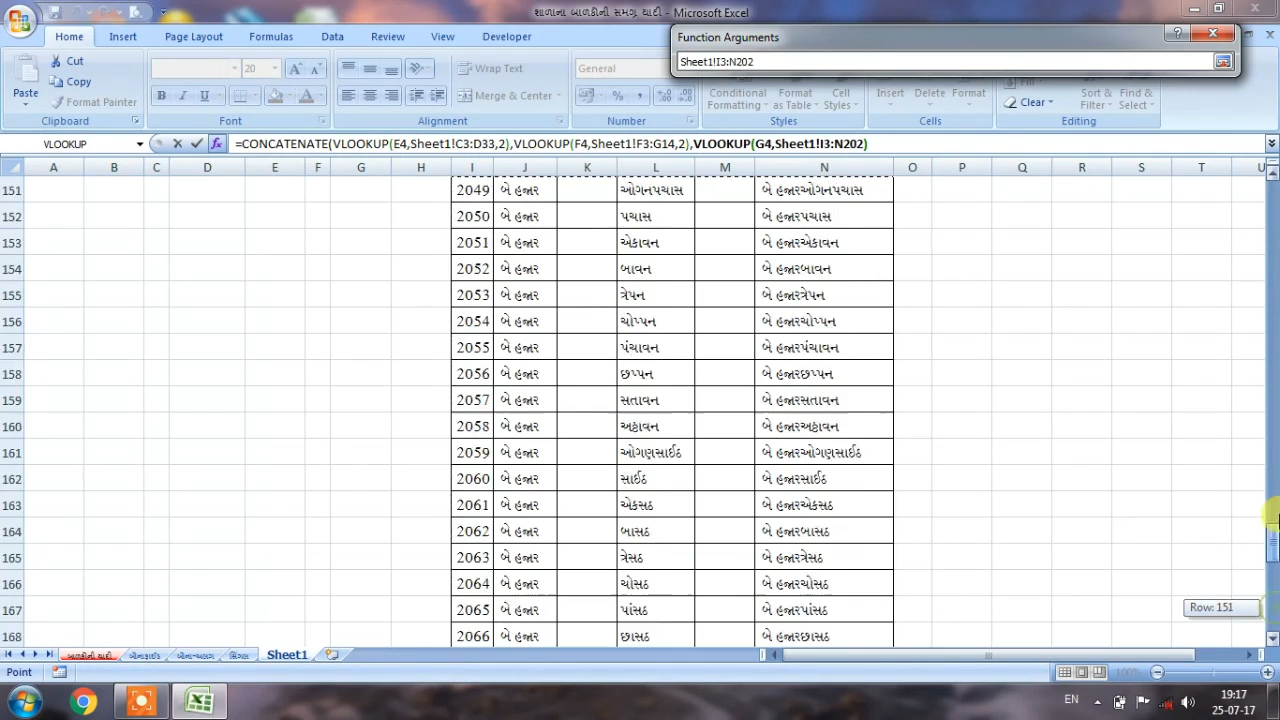 શાળાના બાળકોની સમગ્ર યાદી - Microsoft Excel
Home Insert Page Layout Formulas Data Review View Developer
Function Arguments
Sheet1!I3:N202
Paste Cut Copy Format Painter
20 A A
B I U
Wrap Text
Merge & Center
General
% ,
Conditional Formatting Format as Table Cell Styles
Insert Delete Format
Fill
Clear
Sort & Filter Find & Select
Clipboard Font Alignment Number Styles Cells Editing
VLOOKUP =CONCATENATE(VLOOKUP(E4,Sheet1!C3:D33,2),VLOOKUP(F4,Sheet1!F3:G14,2),VLOOKUP(G4,Sheet1!I3:N202)
A B C D E F G H I J K L M N O P Q R S T U
151 2049 બે હજાર ઓગનપચાસ બે હજારઓગનપચાસ
152 2050 બે હજાર પચાસ બે હજારપચાસ
153 2051 બે હજાર એકાવન બે હજારએકાવન
154 2052 બે હજાર બાવન બે હજારબાવન
155 2053 બે હજાર ત્રેપન બે હજારત્રેપન
156 2054 બે હજાર ચોપ્પન બે હજારચોપ્પન
157 2055 બે હજાર પંચાવન બે હજારપંચાવન
158 2056 બે હજાર છપ્પન બે હજારછપ્પન
159 2057 બે હજાર સતાવન બે હજારસતાવન
160 2058 બે હજાર અઠ્ઠાવન બે હજારઅઠ્ઠાવન
161 2059 બે હજાર ઓગણસાઈઠ બે હજારઓગણસાઈઠ
162 2060 બે હજાર સાઈઠ બે હજારસાઈઠ
163 2061 બે હજાર એકસઠ બે હજારએકસઠ
164 2062 બે હજાર બાસઠ બે હજારબાસઠ
165 2063 બે હજાર ત્રેસઠ બે હજારત્રેસઠ
166 2064 બે હજાર ચોસઠ બે હજારચોસઠ
167 2065 બે હજાર પાંસઠ બે હજારપાંસઠ
168 2066 બે હજાર છાસઠ બે હજારછાસઠ
Row: 151
બાળકોની યાદી બોનાફાઈડ બોના-અલગ સિંગલ Sheet1
Point 100%
EN 19:17
25-07-17